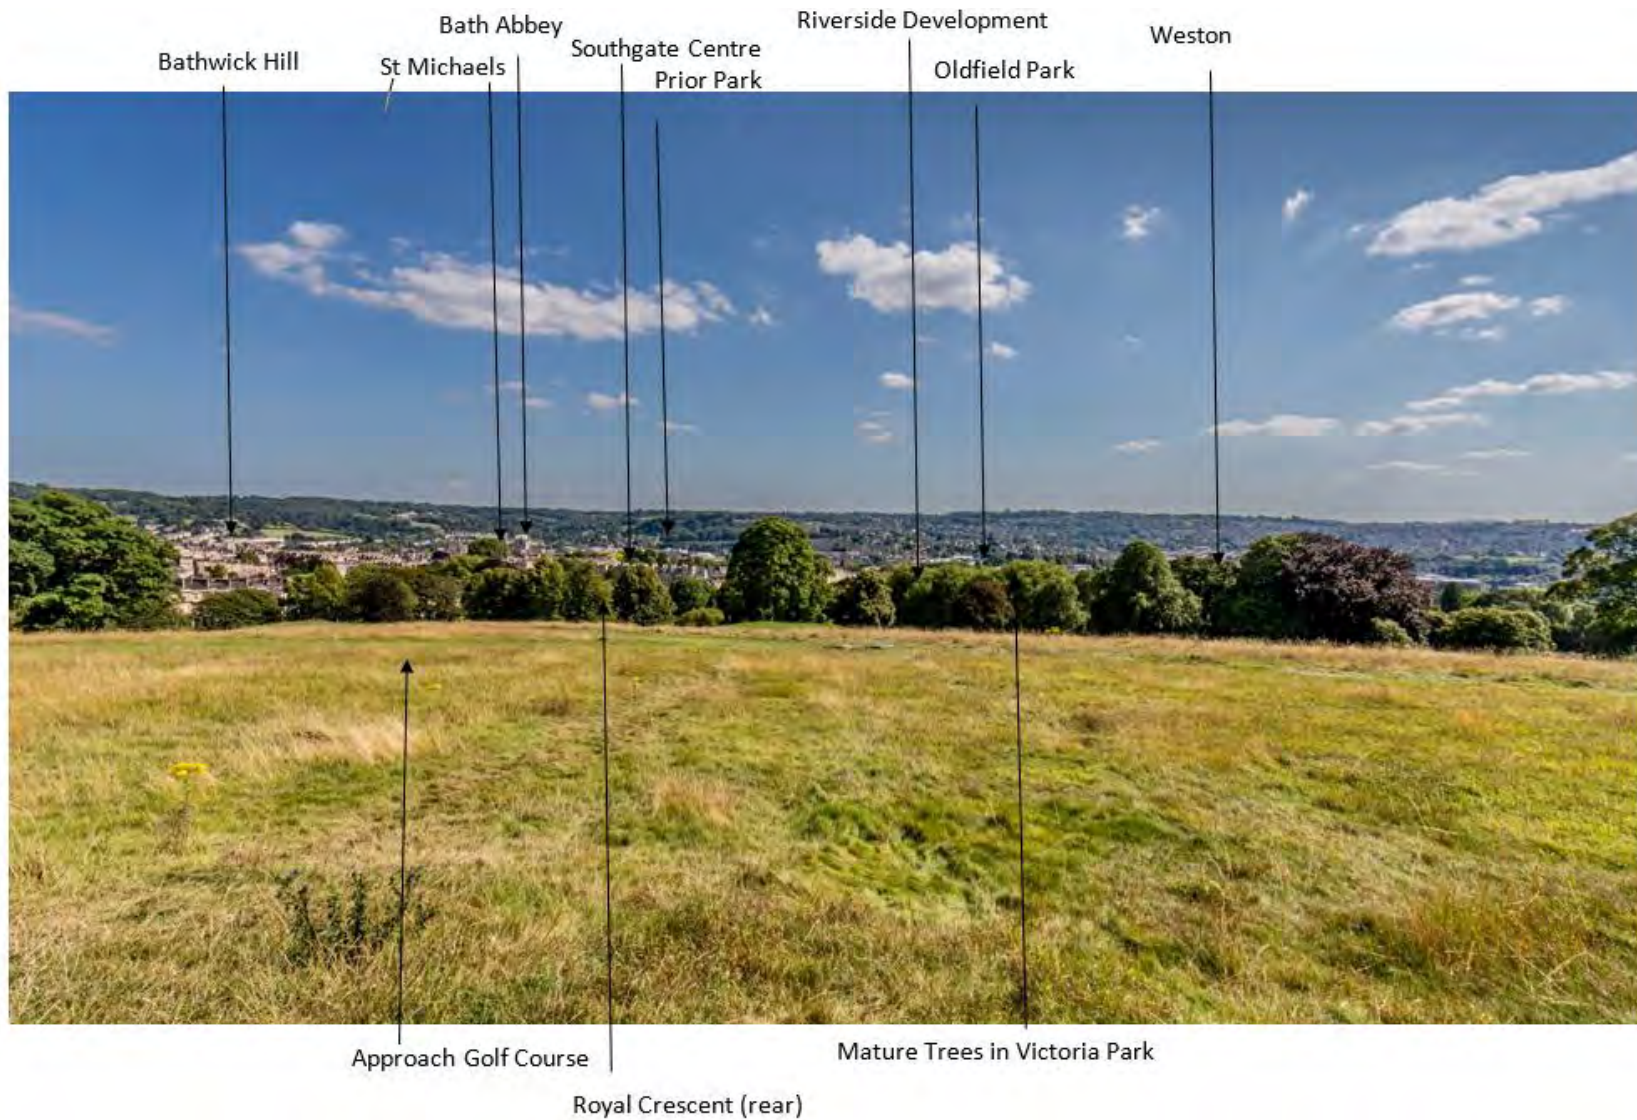 Riverside Development
Bath Abbey
Weston
Southgate Centre
Bathwick Hill
St Michaels
Oldfield Park
Prior Park
Approach Golf Course
Mature Trees in Victoria Park
Royal Crescent (rear)